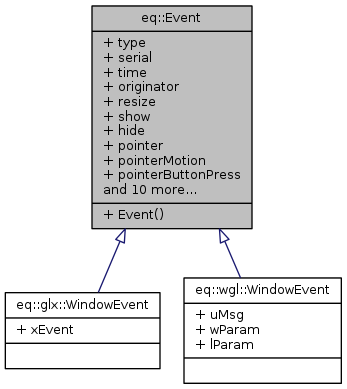 eq::Event
+ type
+ serial
+ time
+ originator
+ resize
+ show
+ hide
+ pointer
+ pointerMotion
+ pointerButtonPress
and 10 more...
+ Event()
eq::glx::WindowEvent
+ xEvent
eq::wgl::WindowEvent
+ uMsg
+ wParam
+ lParam